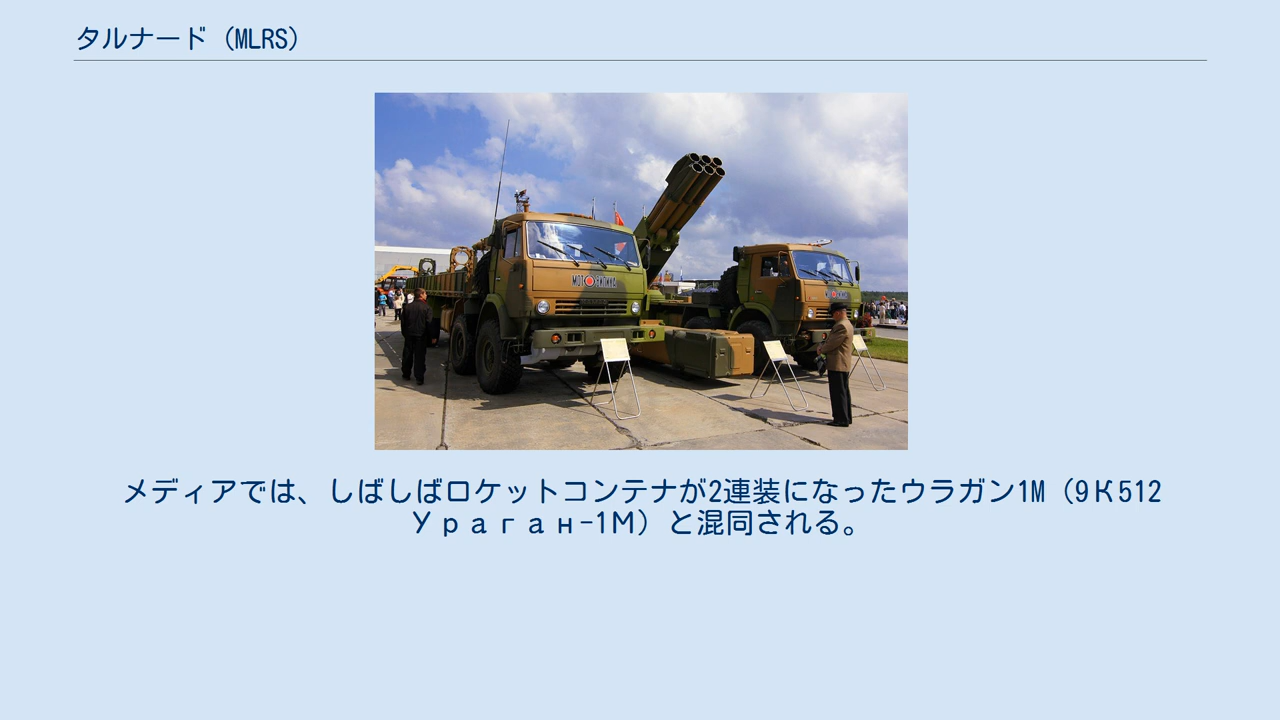 タルナード（MLRS）
メディアでは、しばしばロケットコンテナが2連装になったウラガン1M（9Ｋ512
Ураган-1М）と混同される。